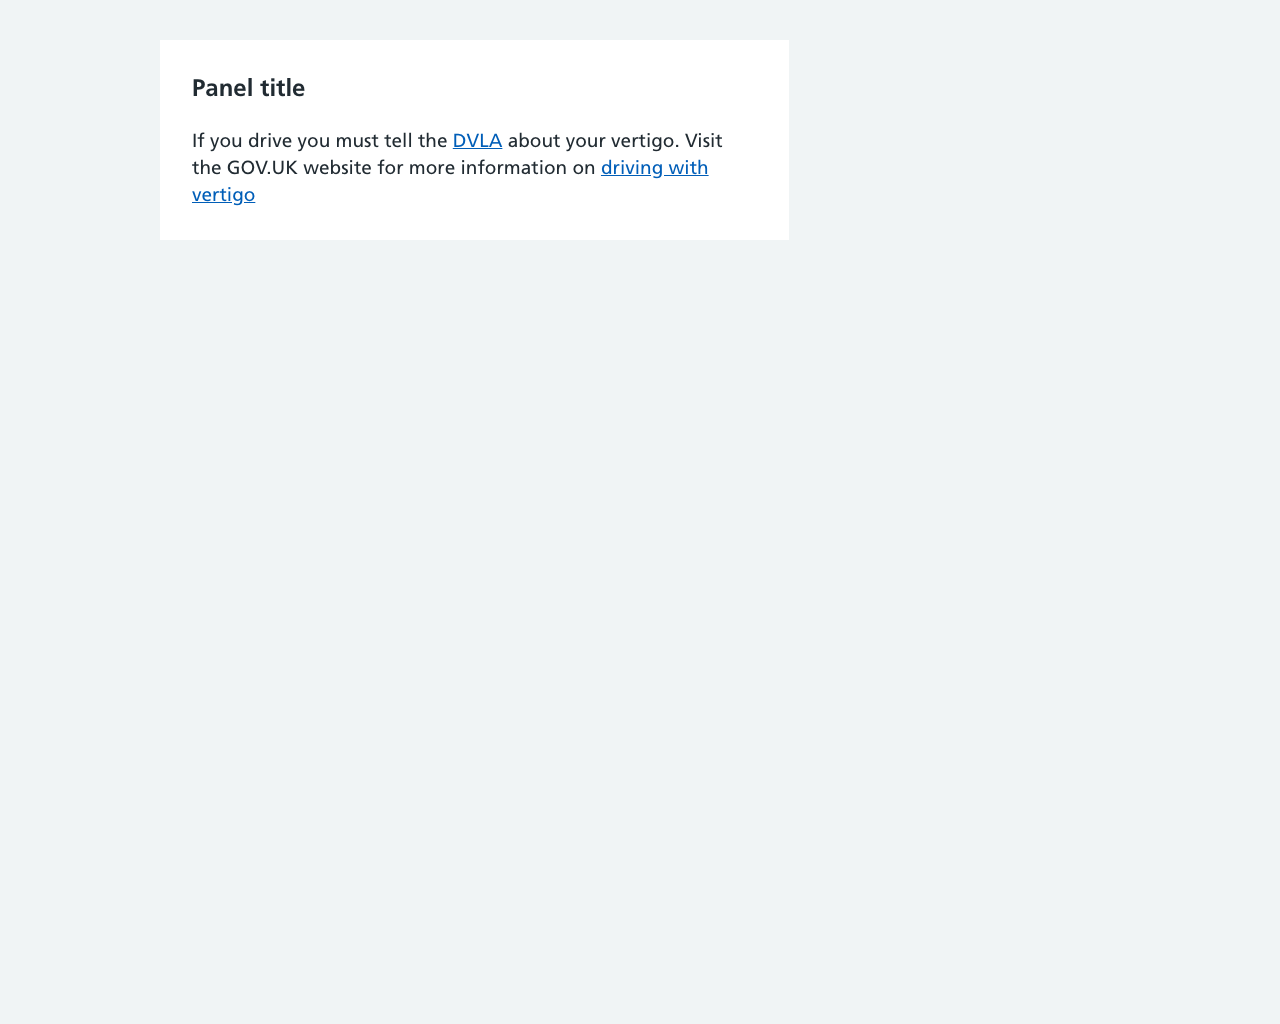 Panel title
If you drive you must tell the DVLA about your vertigo. Visit
the GOV.UK website for more information on driving with
vertigo